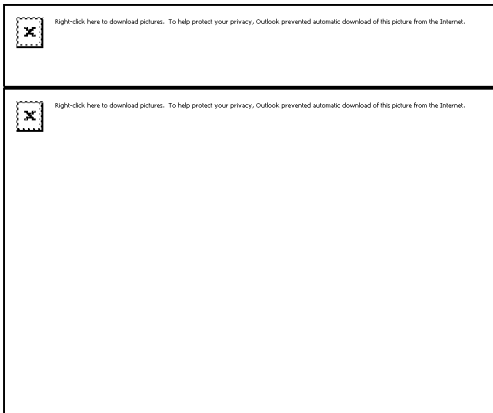 Right-click here to download pictures. To help protect your privacy, Outlook prevented automatic download of this picture from the Internet.
Right-click here to download pictures. To help protect your privacy, Outlook prevented automatic download of this picture from the Internet.